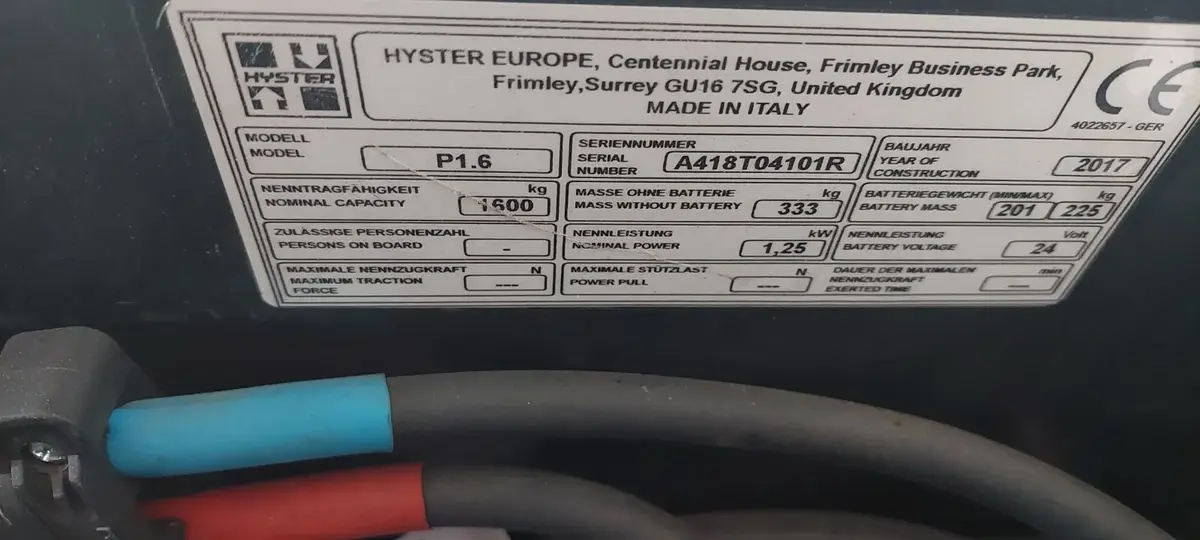 HYSTER
HYSTER EUROPE, Centennial House, Frimley Business Park,
Frimley,Surrey GU16 7SG, United Kingdom
MADE IN ITALY
4022657 - GER
CE
MODELL
MODEL
P1.6
SERIENNUMMER
SERIAL
NUMBER
A418T04101R
BAUJAHR
YEAR OF
CONSTRUCTION
2017
NENNTRAGFÄHIGKEIT kg
NOMINAL CAPACITY 1600
MASSE OHNE BATTERIE kg
MASS WITHOUT BATTERY 333
BATTERIEGEWICHT (MIN/MAX) kg
BATTERY MASS 201 225
ZULÄSSIGE PERSONENZAHL
PERSONS ON BOARD -
NENNLEISTUNG kW
NOMINAL POWER 1,25
NENNLEISTUNG Volt
BATTERY VOLTAGE 24
MAXIMALE NENNZUGKRAFT N
MAXIMUM TRACTION
FORCE ---
MAXIMALE STÜTZLAST N
POWER PULL ---
DAUER DER MAXIMALEN min
NENNZUGKRAFT
EXERTED TIME ---